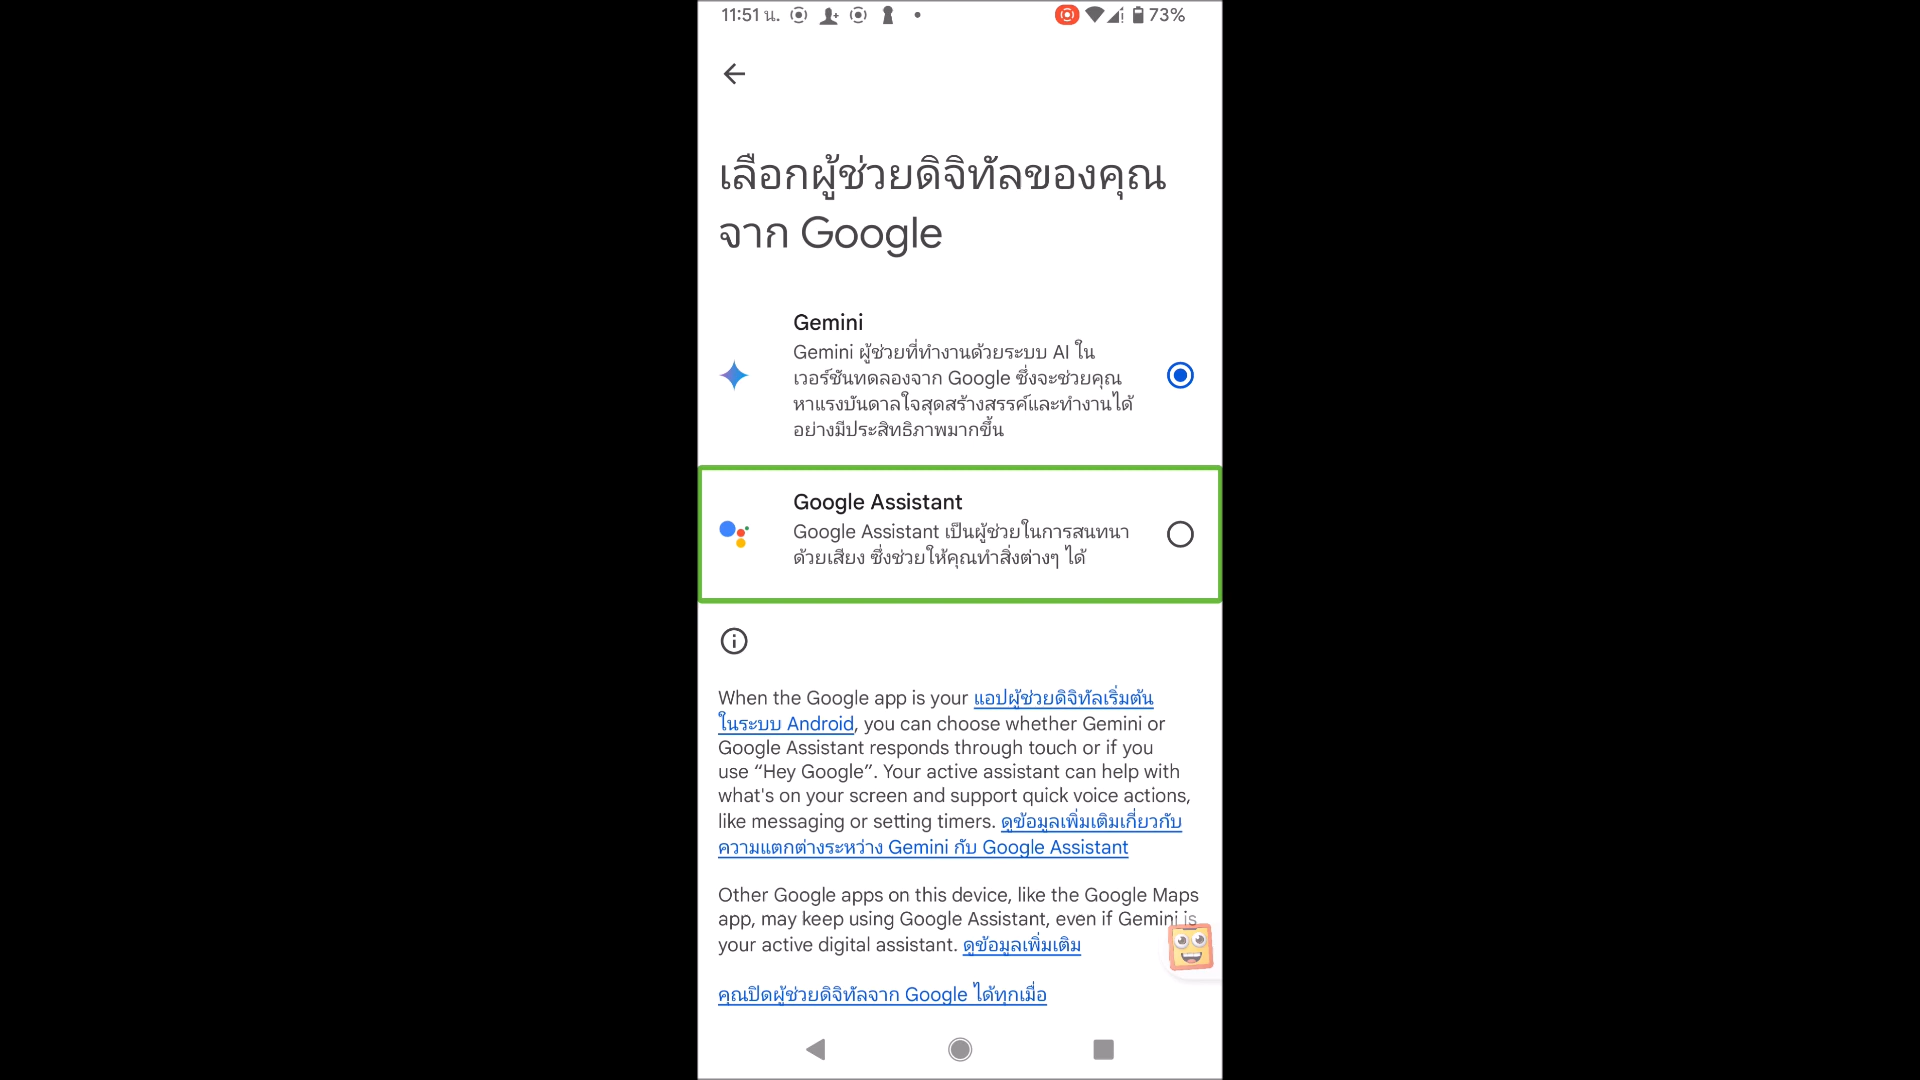 11:51 น. 73%
เลือกผู้ช่วยดิจิทัลของคุณ
จาก Google
Gemini
Gemini ผู้ช่วยที่ทำงานด้วยระบบ AI ใน
เวอร์ชันทดลองจาก Google ซึ่งจะช่วยคุณ
หาแรงบันดาลใจสุดสร้างสรรค์และทำงานได้
อย่างมีประสิทธิภาพมากขึ้น
Google Assistant
Google Assistant เป็นผู้ช่วยในการสนทนา
ด้วยเสียง ซึ่งช่วยให้คุณทำสิ่งต่างๆ ได้
When the Google app is your แอปผู้ช่วยดิจิทัลเริ่มต้น
ในระบบ Android, you can choose whether Gemini or
Google Assistant responds through touch or if you
use “Hey Google”. Your active assistant can help with
what's on your screen and support quick voice actions,
like messaging or setting timers. ดูข้อมูลเพิ่มเติมเกี่ยวกับ
ความแตกต่างระหว่าง Gemini กับ Google Assistant
Other Google apps on this device, like the Google Maps
app, may keep using Google Assistant, even if Gemini is
your active digital assistant. ดูข้อมูลเพิ่มเติม
คุณปิดผู้ช่วยดิจิทัลจาก Google ได้ทุกเมื่อ